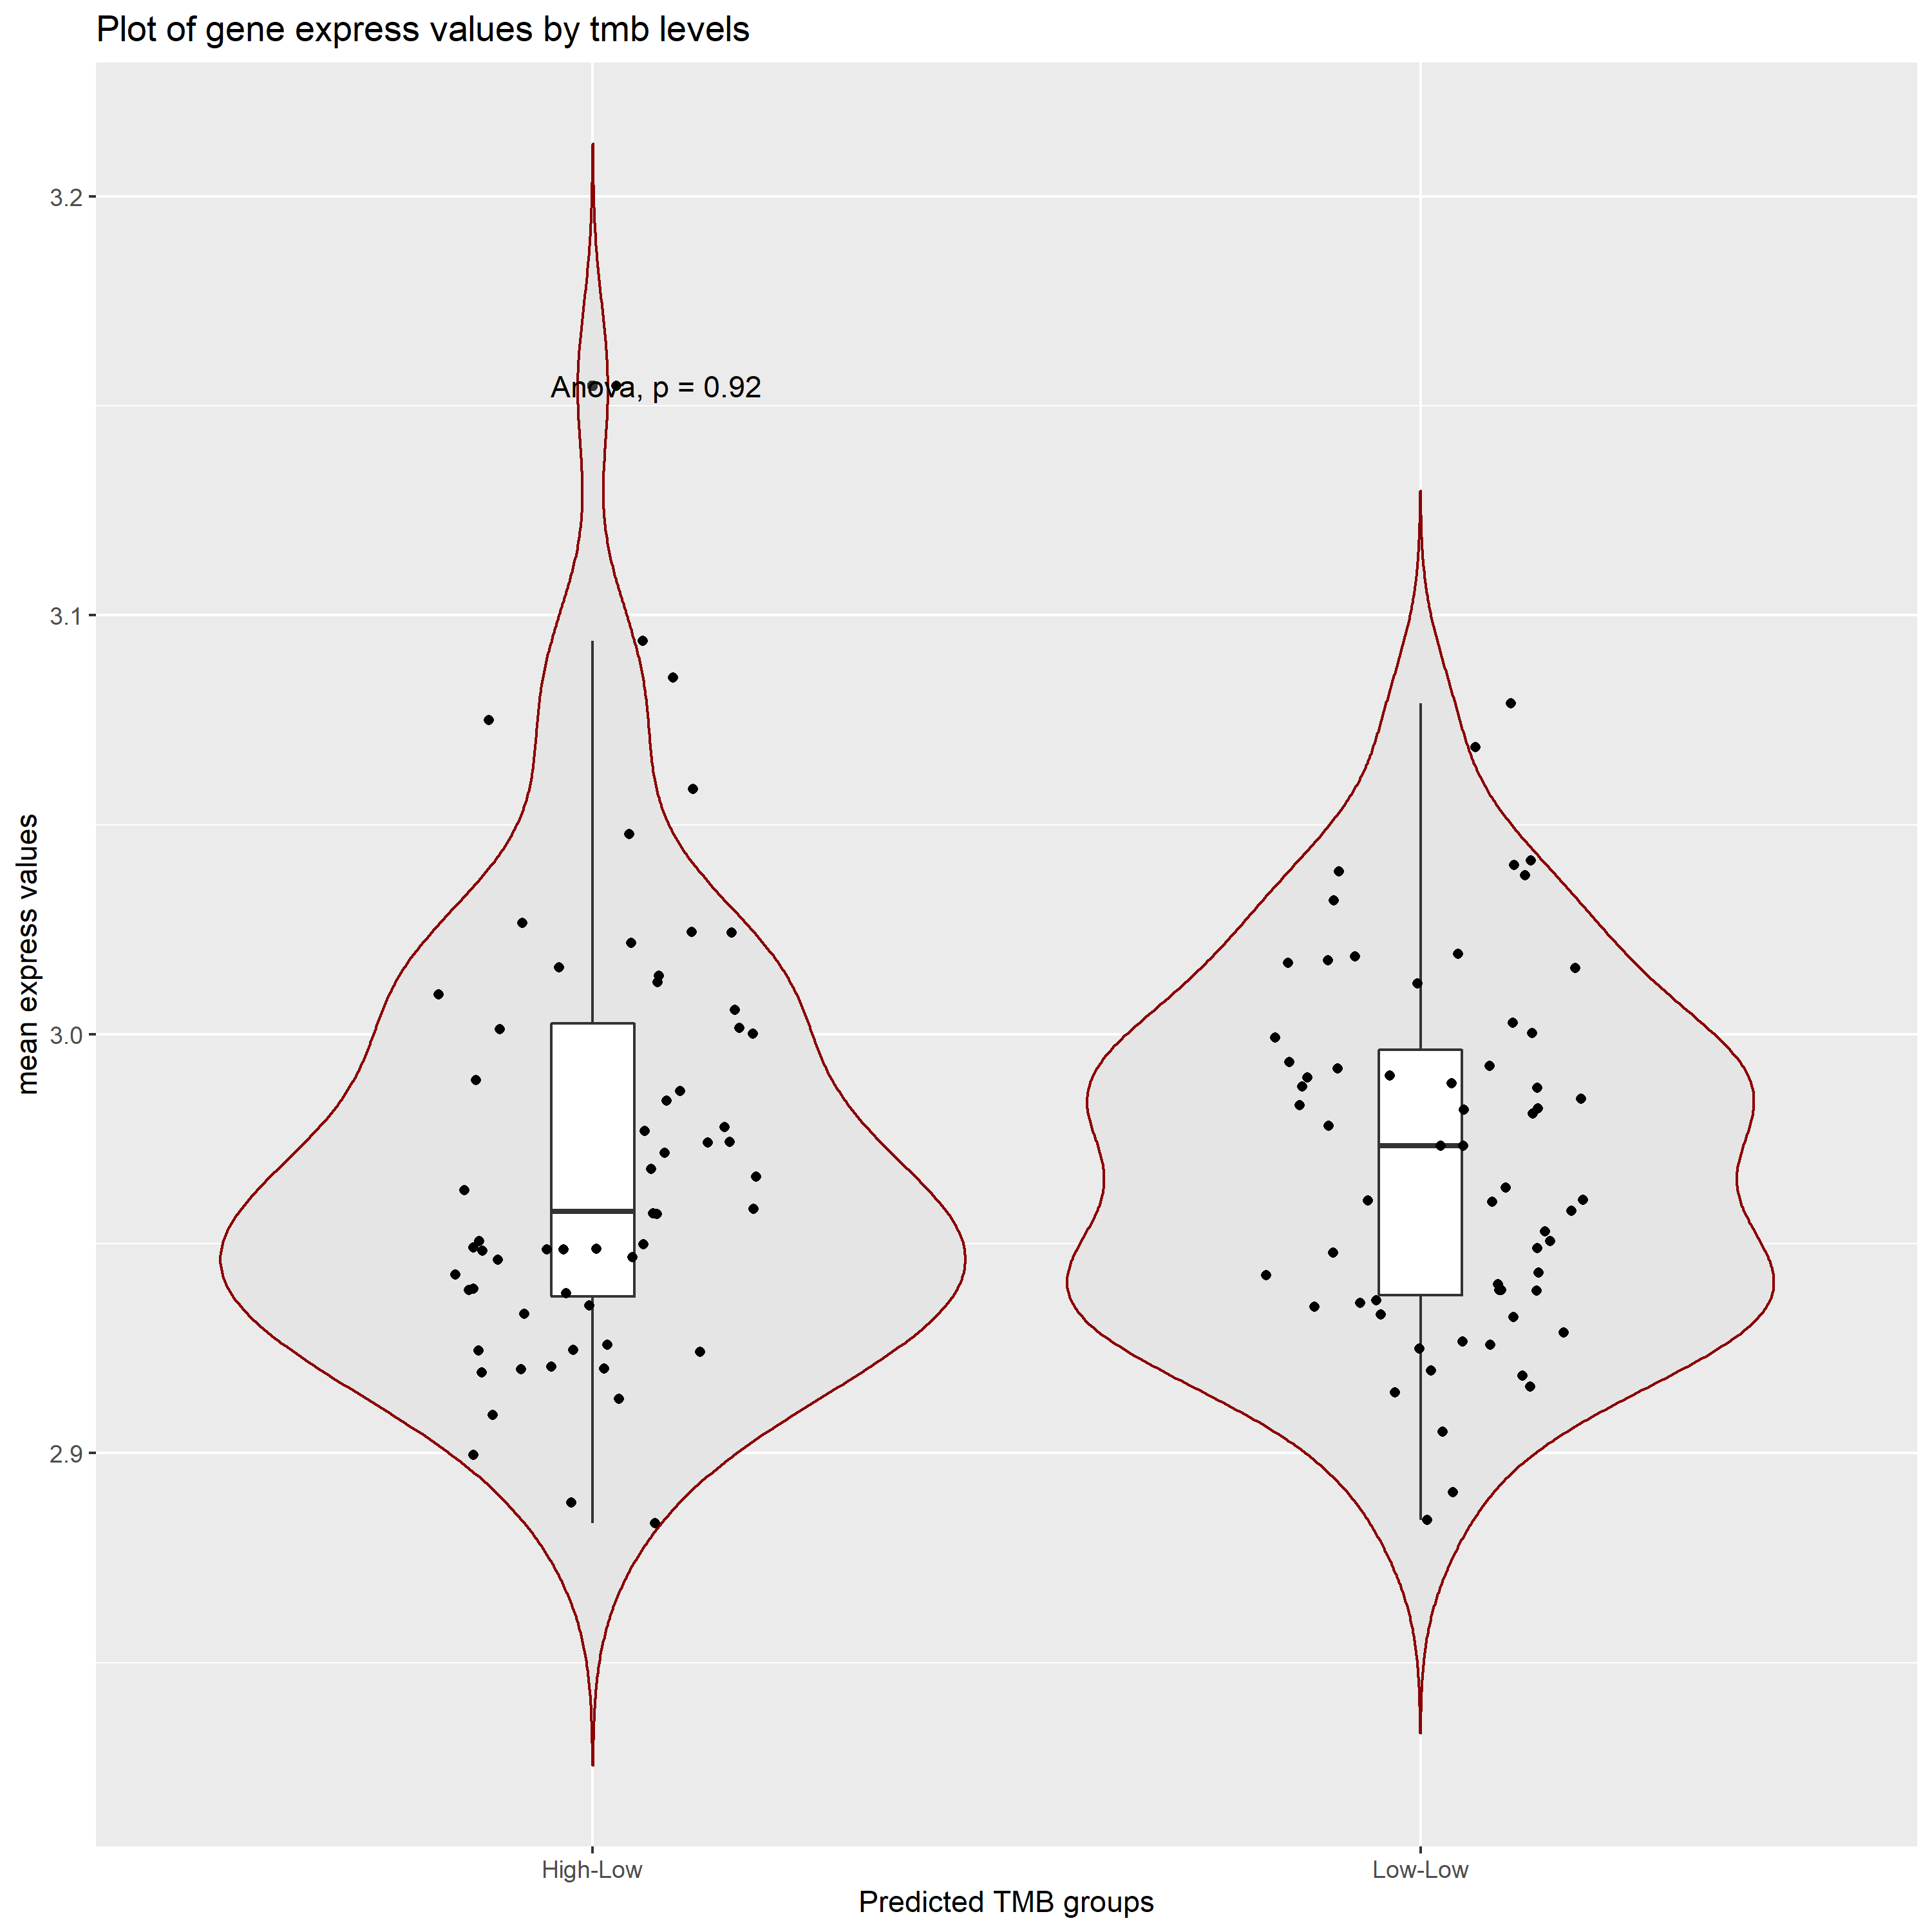 Plot of gene express values by tmb levels
3.2
Anova, p = 0.92
3.1
mean express values
3.0
2.9
High-Low
Low-Low
Predicted TMB groups